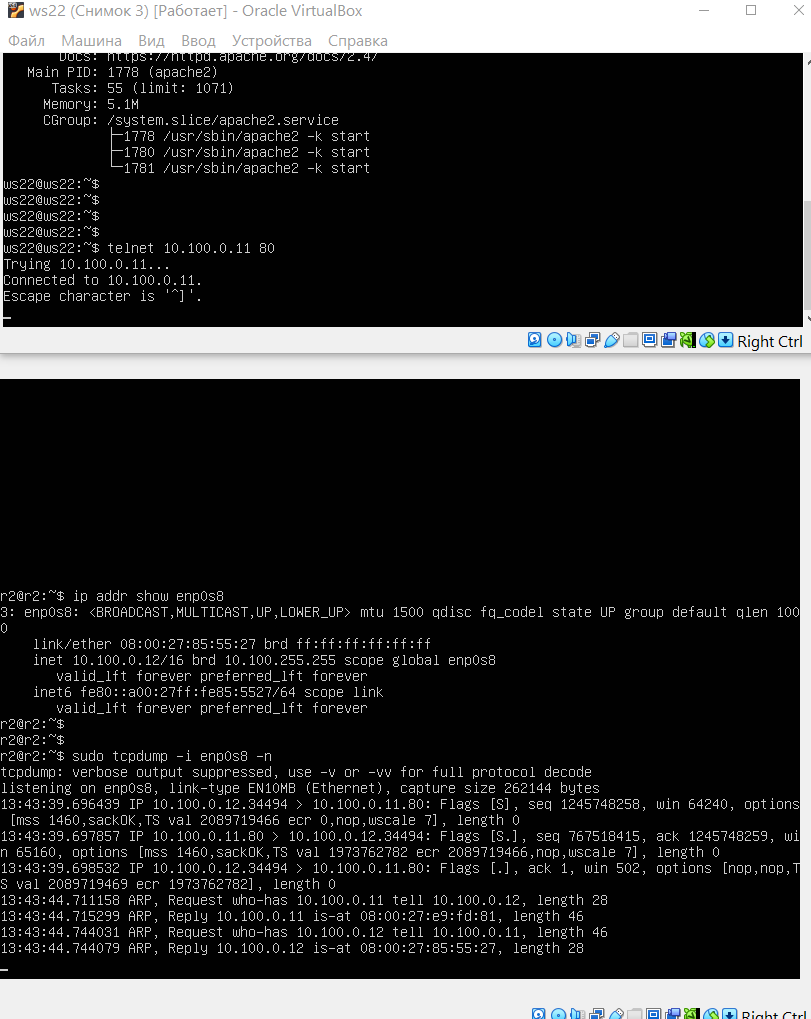 ws22 (Снимок 3) [Работает] - Oracle VirtualBox
Файл Машина Вид Ввод Устройства Справка
Docs: https://httpd.apache.org/docs/2.4/
Main PID: 1778 (apache2)
Tasks: 55 (limit: 1071)
Memory: 5.1M
CGroup: /system.slice/apache2.service
├─1778 /usr/sbin/apache2 -k start
├─1780 /usr/sbin/apache2 -k start
└─1781 /usr/sbin/apache2 -k start
ws22@ws22:~$
ws22@ws22:~$
ws22@ws22:~$
ws22@ws22:~$
ws22@ws22:~$ telnet 10.100.0.11 80
Trying 10.100.0.11...
Connected to 10.100.0.11.
Escape character is '^]'.
Right Ctrl
r2@r2:~$ ip addr show enp0s8
3: enp0s8: <BROADCAST,MULTICAST,UP,LOWER_UP> mtu 1500 qdisc fq_codel state UP group default qlen 100
0
link/ether 08:00:27:85:55:27 brd ff:ff:ff:ff:ff:ff
inet 10.100.0.12/16 brd 10.100.255.255 scope global enp0s8
valid_lft forever preferred_lft forever
inet6 fe80::a00:27ff:fe85:5527/64 scope link
valid_lft forever preferred_lft forever
r2@r2:~$
r2@r2:~$
r2@r2:~$ sudo tcpdump -i enp0s8 -n
tcpdump: verbose output suppressed, use -v or -vv for full protocol decode
listening on enp0s8, link-type EN10MB (Ethernet), capture size 262144 bytes
13:43:39.696439 IP 10.100.0.12.34494 > 10.100.0.11.80: Flags [S], seq 1245748258, win 64240, options
[mss 1460,sackOK,TS val 2089719466 ecr 0,nop,wscale 7], length 0
13:43:39.697857 IP 10.100.0.11.80 > 10.100.0.12.34494: Flags [S.], seq 767518415, ack 1245748259, wi
n 65160, options [mss 1460,sackOK,TS val 1973762782 ecr 2089719466,nop,wscale 7], length 0
13:43:39.698532 IP 10.100.0.12.34494 > 10.100.0.11.80: Flags [.], ack 1, win 502, options [nop,nop,T
S val 2089719469 ecr 1973762782], length 0
13:43:44.711158 ARP, Request who-has 10.100.0.11 tell 10.100.0.12, length 28
13:43:44.715299 ARP, Reply 10.100.0.11 is-at 08:00:27:e9:fd:81, length 46
13:43:44.744031 ARP, Request who-has 10.100.0.12 tell 10.100.0.11, length 46
13:43:44.744079 ARP, Reply 10.100.0.12 is-at 08:00:27:85:55:27, length 28
Right Ctrl